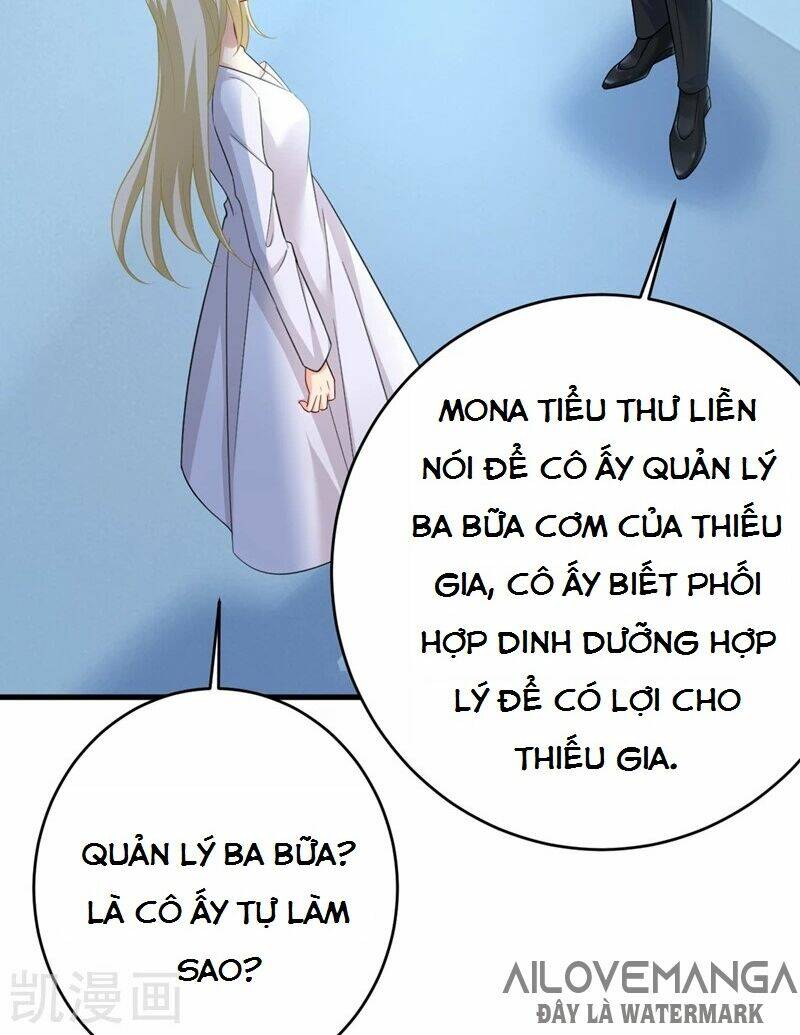 MONA TIỂU THƯ LIỀN
NÓI ĐỂ CÔ ẤY QUẢN LÝ
BA BỮA CƠM CỦA THIẾU
GIA, CÔ ẤY BIẾT PHỐI
HỢP DINH DƯỠNG HỢP
LÝ ĐỂ CÓ LỢI CHO
THIẾU GIA.
QUẢN LÝ BA BỮA?
LÀ CÔ ẤY TỰ LÀM
SAO?
凯漫画
AILOVEMANGA
ĐÂY LÀ WATERMARK